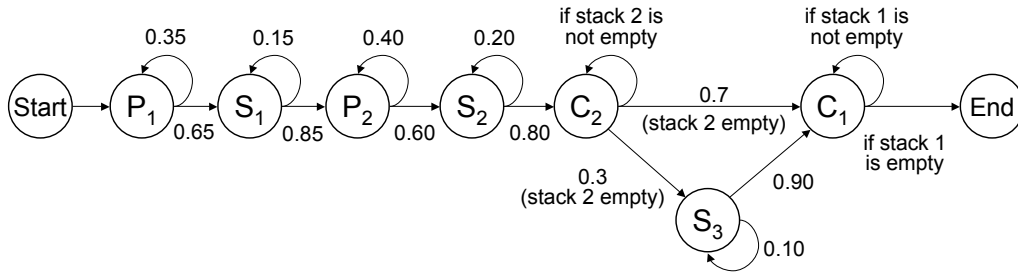 if stack 2 is
not empty
if stack 1 is
not empty
0.35
0.15
0.40
0.20
Start
P1
S1
P2
S2
C2
0.7
(stack 2 empty)
C1
End
0.65
0.85
0.60
0.80
if stack 1
is empty
0.3
(stack 2 empty)
0.90
S3
0.10